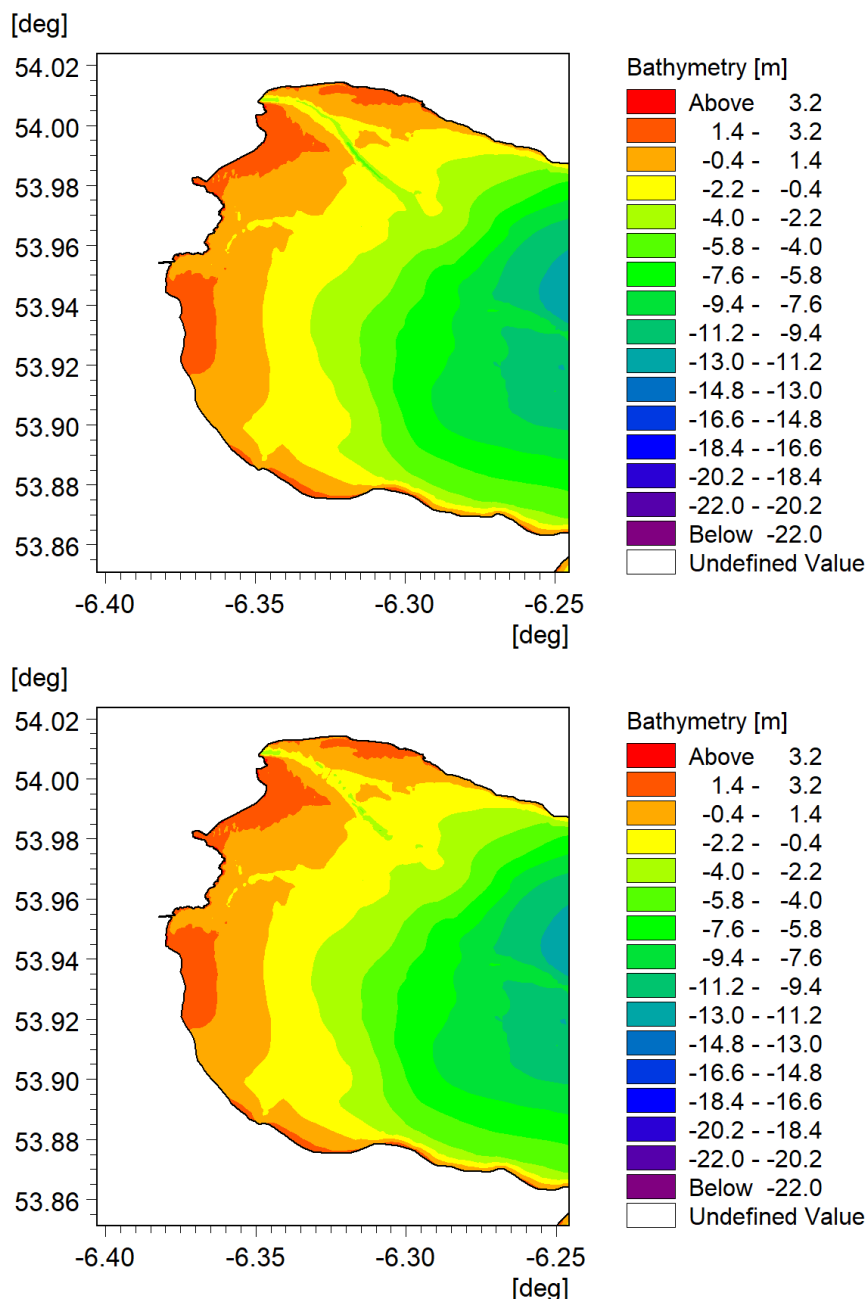 [deg]
54.02
54.00
53.98
53.96
53.94
53.92
53.90
53.88
53.86
-6.40
-6.35
-6.30
-6.25
[deg]
Bathymetry [m]
Above 3.2
1.4 - 3.2
-0.4 - 1.4
-2.2 - -0.4
-4.0 - -2.2
-5.8 - -4.0
-7.6 - -5.8
-9.4 - -7.6
-11.2 - -9.4
-13.0 - -11.2
-14.8 - -13.0
-16.6 - -14.8
-18.4 - -16.6
-20.2 - -18.4
-22.0 - -20.2
Below -22.0
Undefined Value
[deg]
54.02
54.00
53.98
53.96
53.94
53.92
53.90
53.88
53.86
-6.40
-6.35
-6.30
-6.25
[deg]
Bathymetry [m]
Above 3.2
1.4 - 3.2
-0.4 - 1.4
-2.2 - -0.4
-4.0 - -2.2
-5.8 - -4.0
-7.6 - -5.8
-9.4 - -7.6
-11.2 - -9.4
-13.0 - -11.2
-14.8 - -13.0
-16.6 - -14.8
-18.4 - -16.6
-20.2 - -18.4
-22.0 - -20.2
Below -22.0
Undefined Value